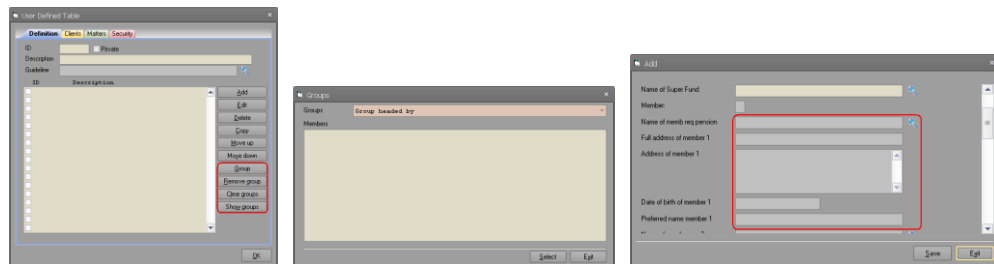 User Defined Table
Definition Clients Matters Security
ID Private
Description
Guideline
ID Description
Add
Edit
Delete
Copy
Move up
Move down
Group
Remove group
Clear groups
Show groups
OK
Groups
Groups Group headed by
Members
Select Exit
Add
Name of Super Fund:
Member:
Name of memb req pension
Full address of member 1
Address of member 1
Date of birth of member 1
Preferred name member 1
Save Exit